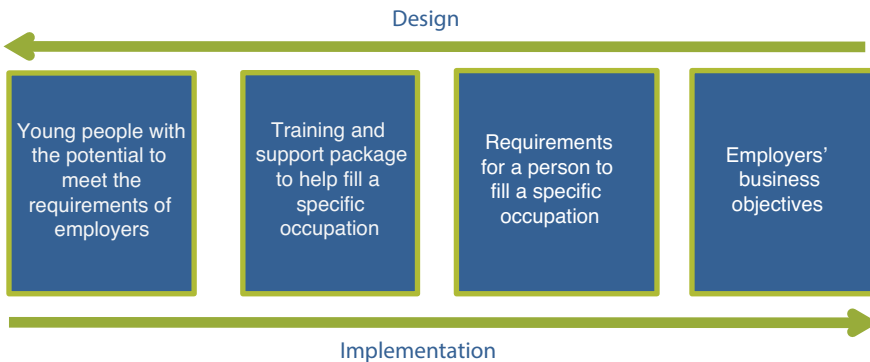 Design
Young people with
the potential to
meet the
requirements of
employers
Training and
support package
to help fill a
specific
occupation
Requirements
for a person to
fill a specific
occupation
Employers'
business
objectives
Implementation